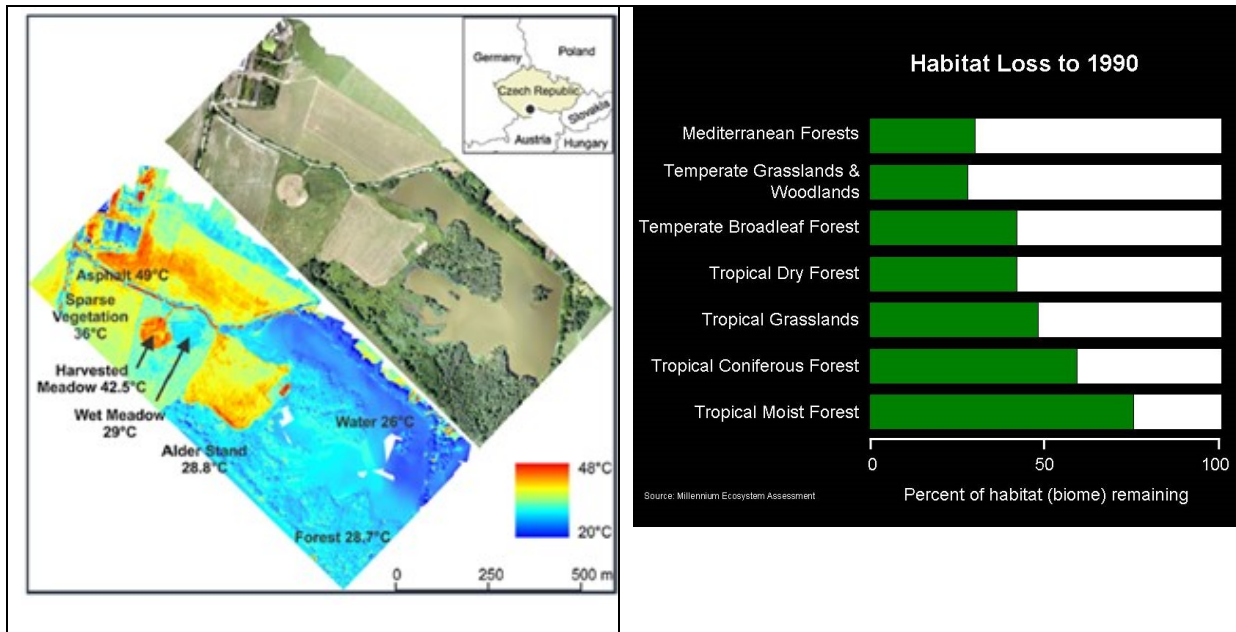 Germany
Poland
Czech Republic
Slovakia
Austria
Hungary
Asphalt 49°C
Sparse
Vegetation
36°C
Harvested
Meadow 42.5°C
Wet Meadow
29°C
Alder Stand
28.8°C
Water 26°C
Forest 28.7°C
48°C
20°C
0 250 500 m
Habitat Loss to 1990
Mediterranean Forests
Temperate Grasslands &
Woodlands
Temperate Broadleaf Forest
Tropical Dry Forest
Tropical Grasslands
Tropical Coniferous Forest
Tropical Moist Forest
0 50 100
Source: Millennium Ecosystem Assessment
Percent of habitat (biome) remaining